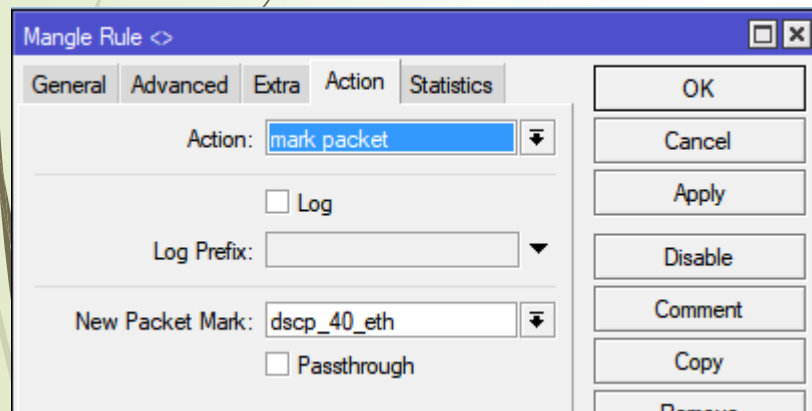 Mangle Rule <>
General Advanced Extra Action Statistics
OK
Action: mark packet
Cancel
Log
Apply
Log Prefix:
Disable
New Packet Mark: dscp_40_eth
Comment
Passthrough
Copy